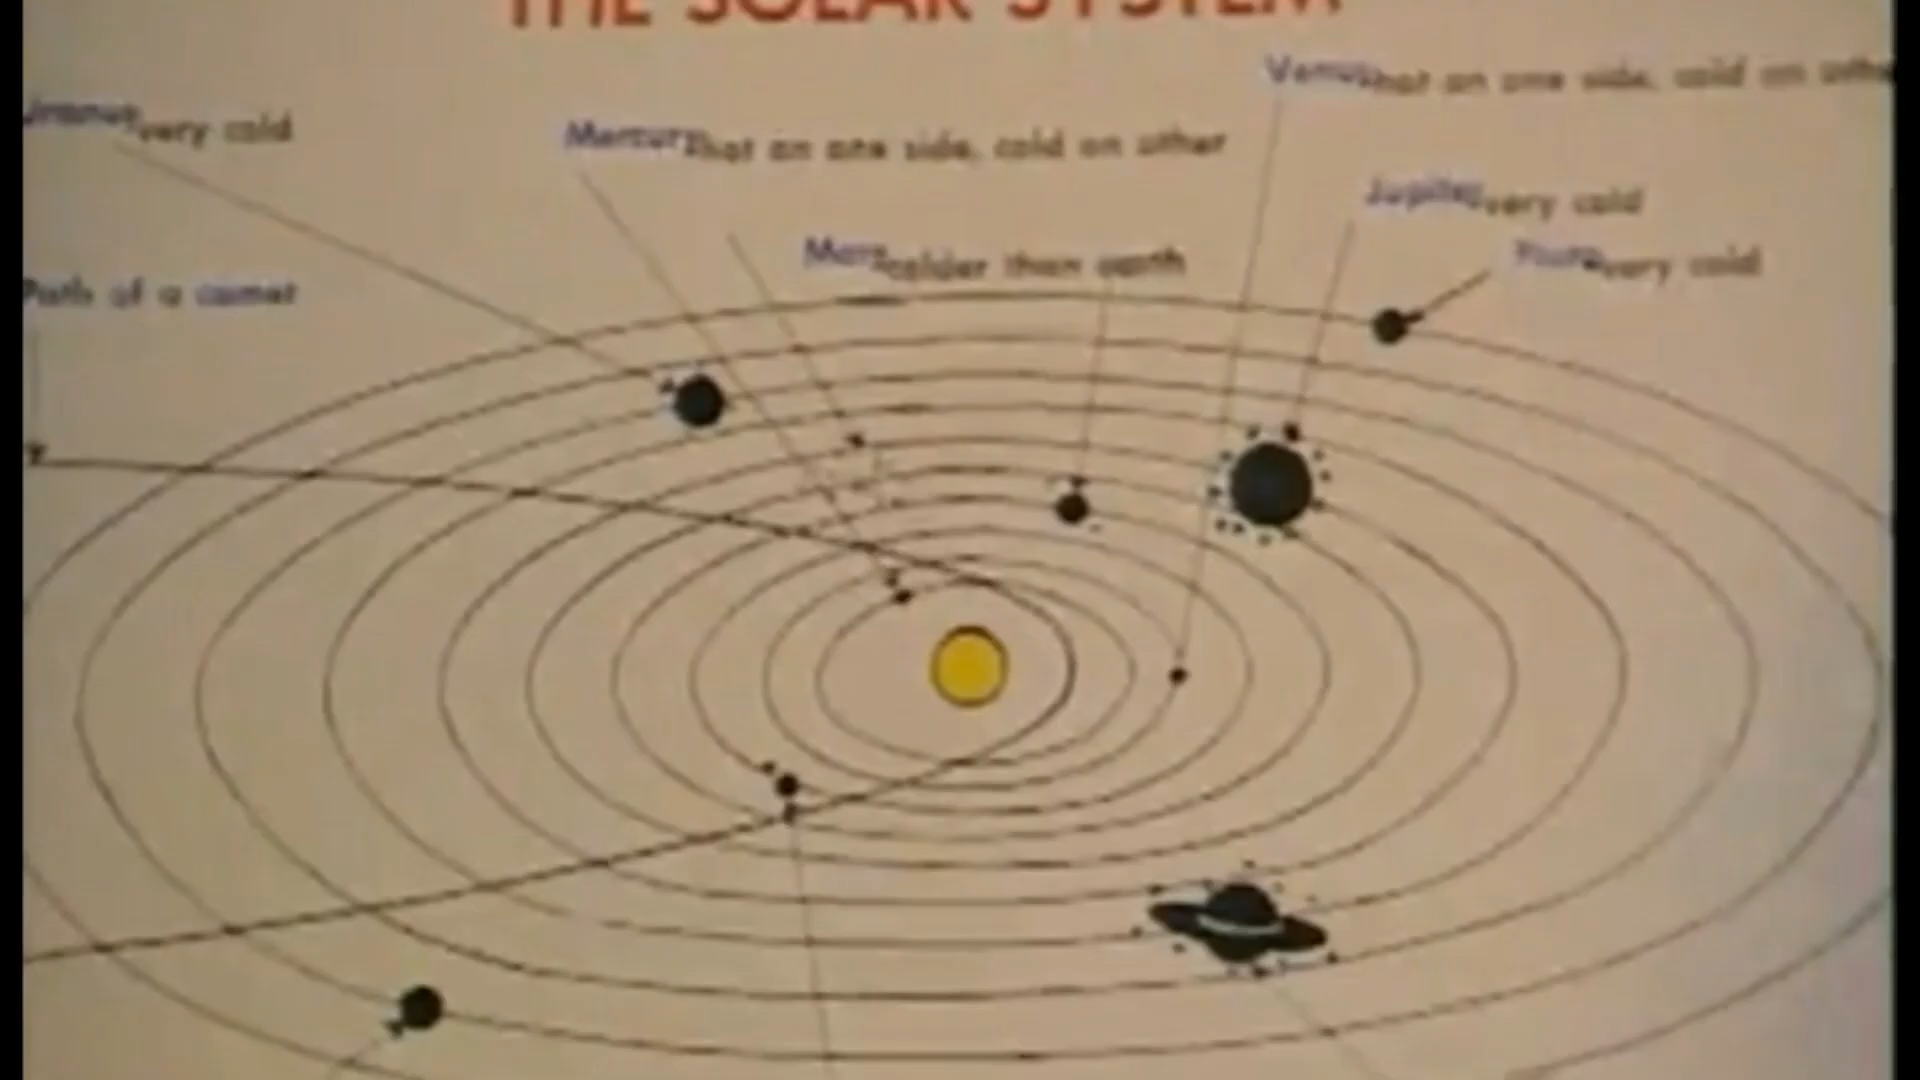 THE SOLAR SYSTEM
Venus, hot on one side, cold on othe
Uranus, very cold
Mercury, hot on one side, cold on other
Jupiter, very cold
Mars, colder than earth
Pluto, very cold
Path of a comet